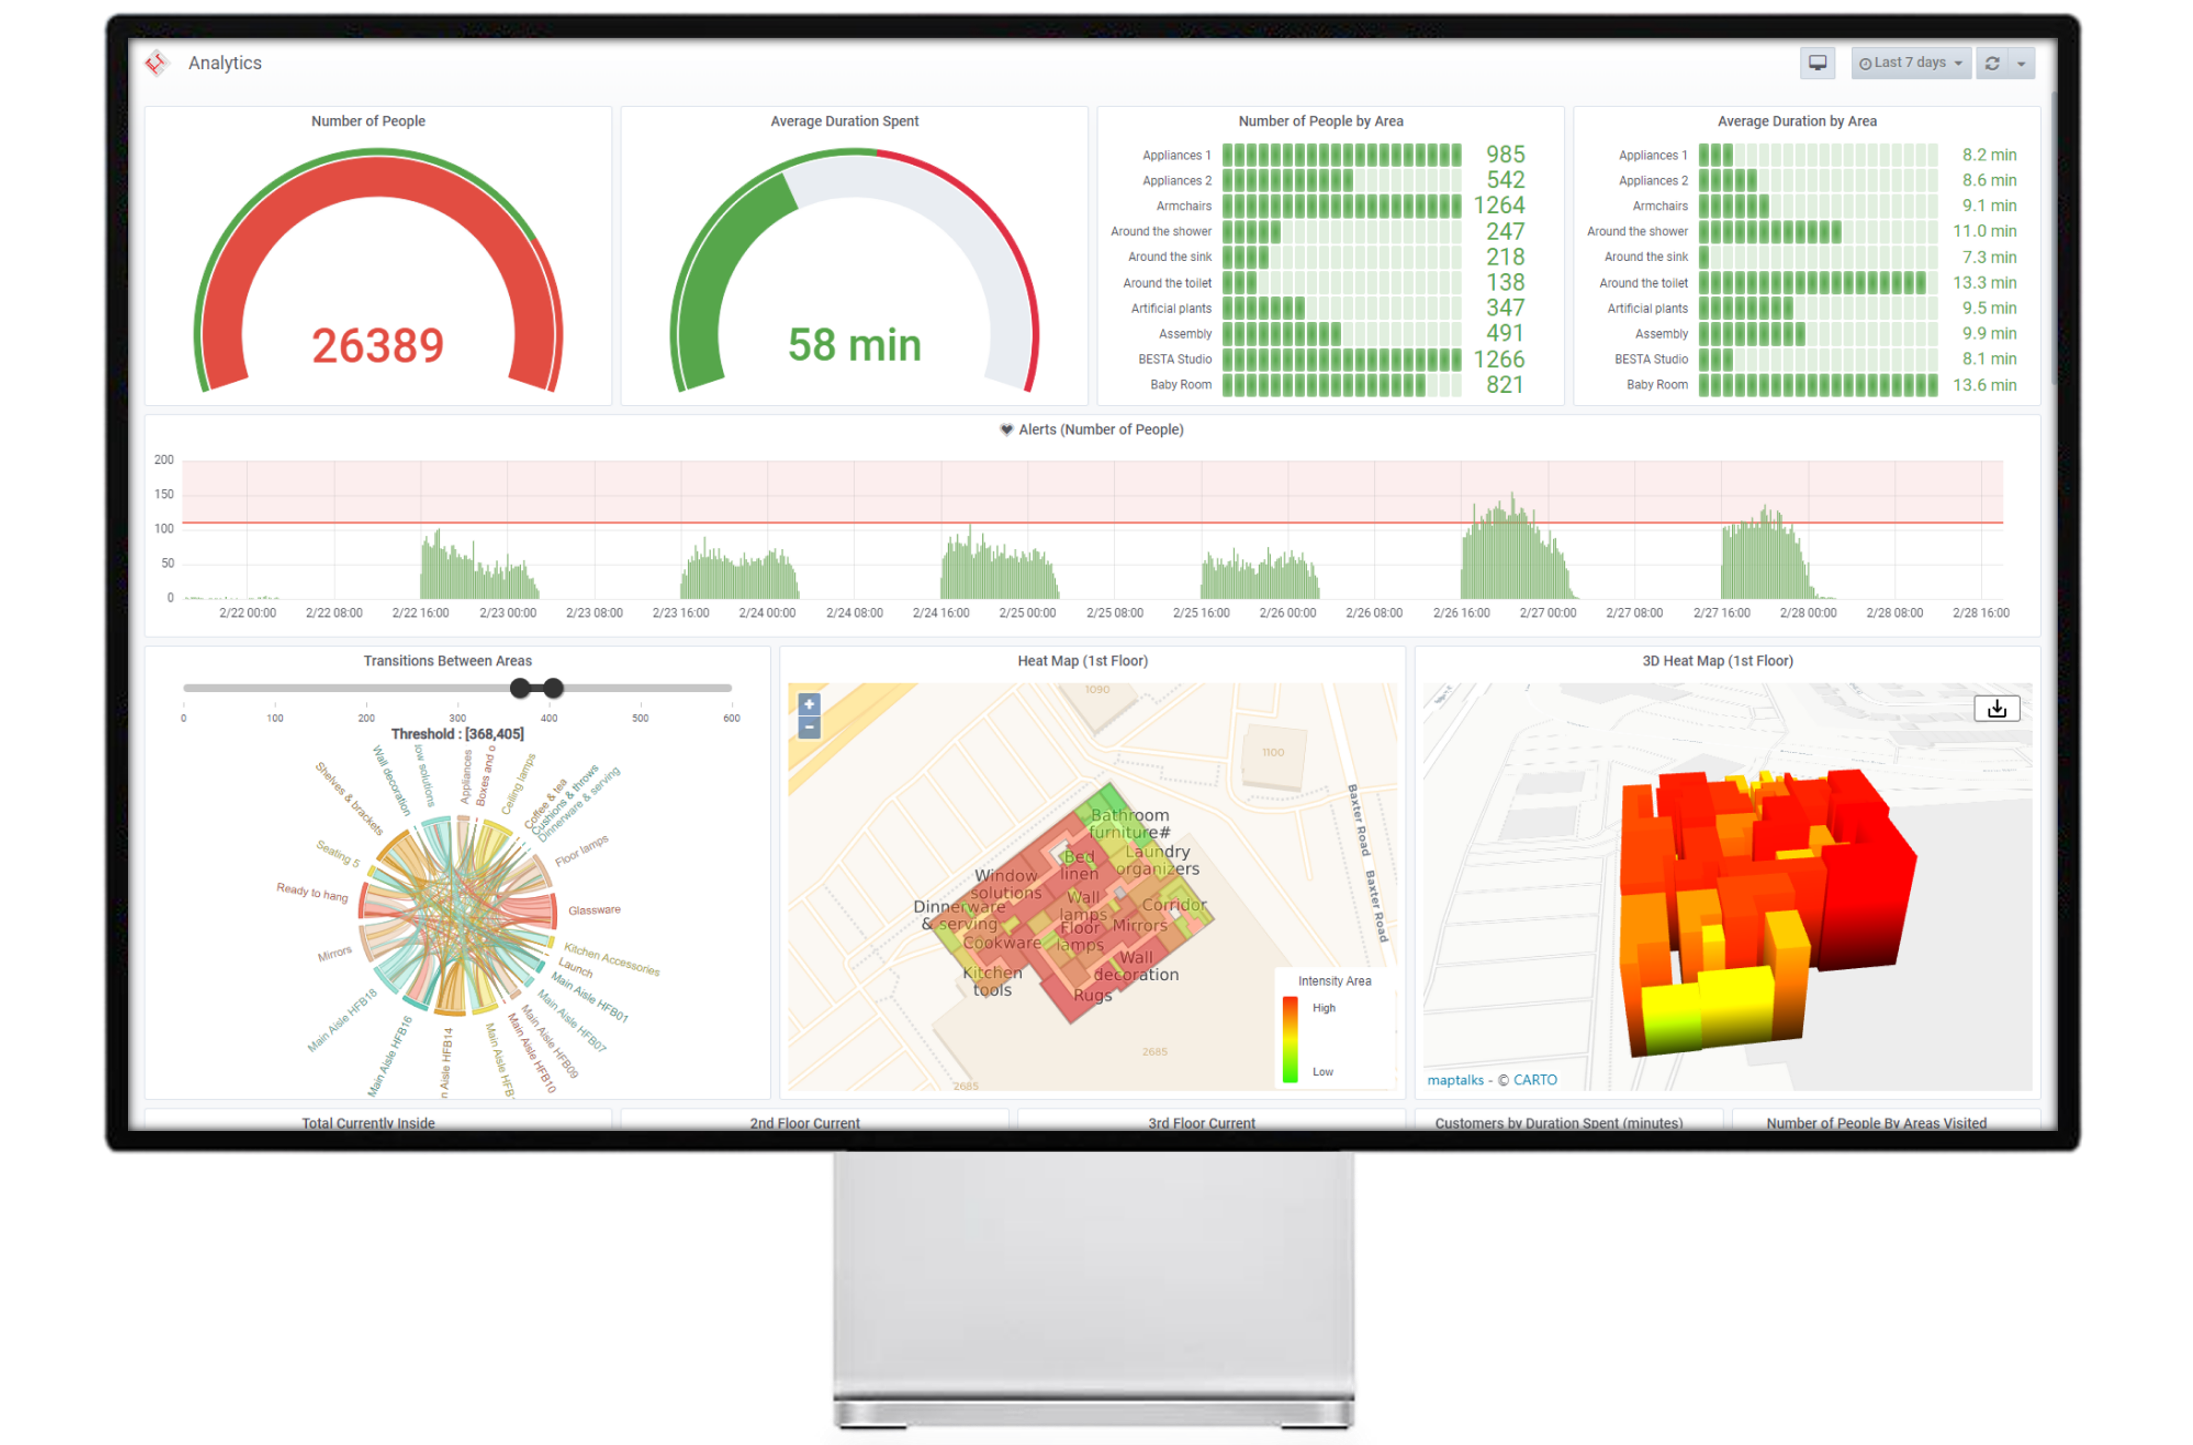 Analytics
Last 7 days
Number of People
26389
Average Duration Spent
58 min
Number of People by Area
Appliances 1 985
Appliances 2 542
Armchairs 1264
Around the shower 247
Around the sink 218
Around the toilet 138
Artificial plants 347
Assembly 491
BESTA Studio 1266
Baby Room 821
Average Duration by Area
Appliances 1 8.2 min
Appliances 2 8.6 min
Armchairs 9.1 min
Around the shower 11.0 min
Around the sink 7.3 min
Around the toilet 13.3 min
Artificial plants 9.5 min
Assembly 9.9 min
BESTA Studio 8.1 min
Baby Room 13.6 min
Alerts (Number of People)
200
150
100
50
0
2/22 00:00 2/22 08:00 2/22 16:00 2/23 00:00 2/23 08:00 2/23 16:00 2/24 00:00 2/24 08:00 2/24 16:00 2/25 00:00 2/25 08:00 2/25 16:00 2/26 00:00 2/26 08:00 2/26 16:00 2/27 00:00 2/27 08:00 2/27 16:00 2/28 00:00 2/28 08:00 2/28 16:00
Transitions Between Areas
0 100 200 300 400 500 600
Threshold : [368,405]
Appliances
Boxes and o
Ceiling lamps
Coffee & tea
Cushions & throws
Dinnerware & serving
Floor lamps
Glassware
Kitchen Accessories
Launch
Main Aisle HFB01
Main Aisle HFB07
Main Aisle HFB09
Main Aisle HFB10
Main Aisle HFB
n Aisle HFB14
Main Aisle HFB16
Main Aisle HFB18
Mirrors
Ready to hang
Seating 5
Shelves & brackets
Wall decoration
low solutions
Heat Map (1st Floor)
+
−
1090
1100
Baxter Road
Baxter Road
Bathroom
furniture#
Bed
linen
Laundry
organizers
Window
solutions
Wall
lamps
Corridor
Dinnerware
& serving
Floor
lamps
Mirrors
Cookware
Wall
decoration
Kitchen
tools
Rugs
2685
2685
Intensity Area
High
Low
3D Heat Map (1st Floor)
maptalks - © CARTO
Total Currently Inside
2nd Floor Current
3rd Floor Current
Customers by Duration Spent (minutes)
Number of People By Areas Visited